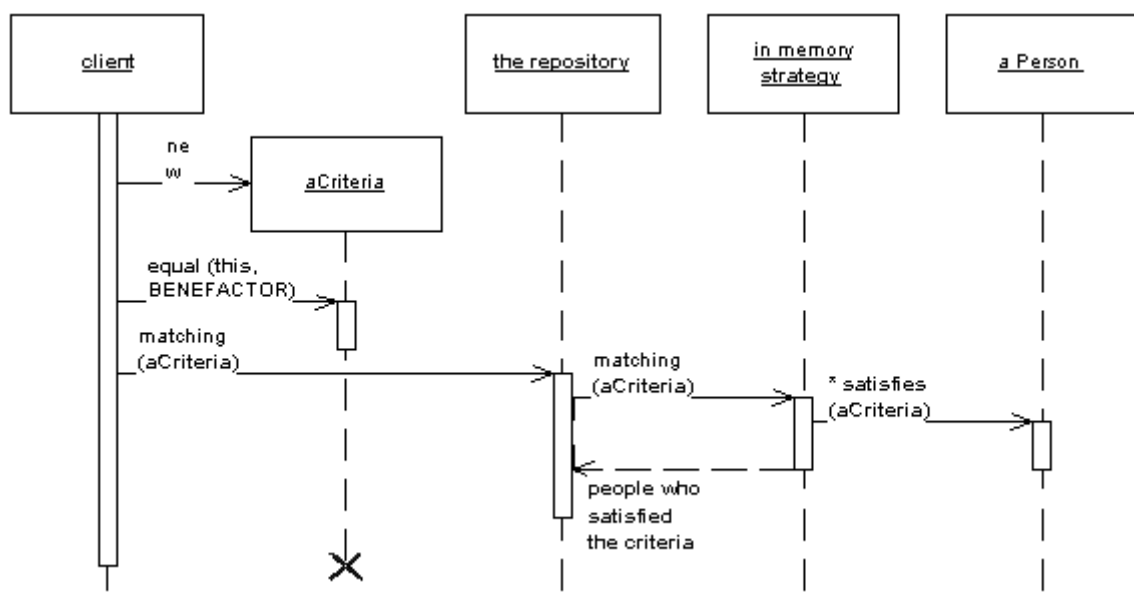 client
the repository
in memory
strategy
a Person
ne
w
aCriteria
equal (this,
BENEFACTOR)
matching
(aCriteria)
matching
(aCriteria)
* satisfies
(aCriteria)
people who
satisfied
the criteria